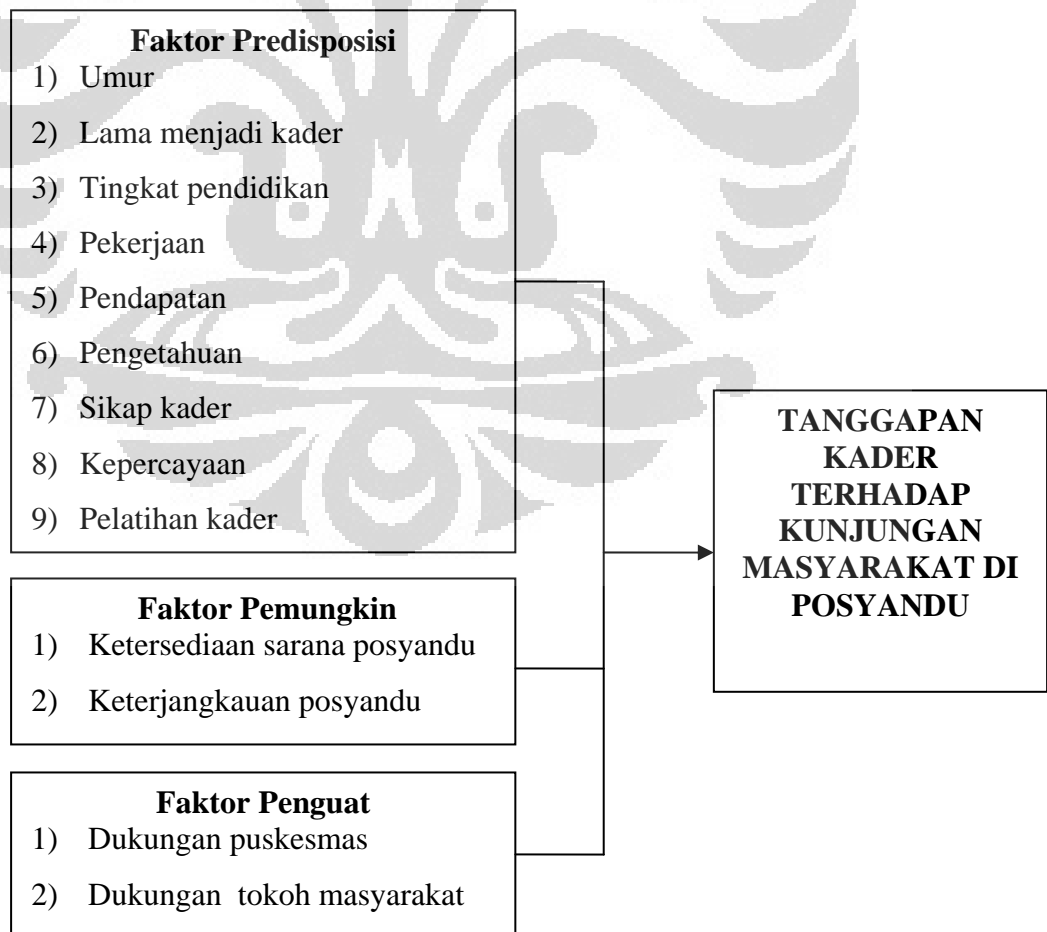 Faktor Predisposisi
1) Umur
2) Lama menjadi kader
3) Tingkat pendidikan
4) Pekerjaan
5) Pendapatan
6) Pengetahuan
7) Sikap kader
8) Kepercayaan
9) Pelatihan kader
Faktor Pemungkin
1) Ketersediaan sarana posyandu
2) Keterjangkauan posyandu
Faktor Penguat
1) Dukungan puskesmas
2) Dukungan tokoh masyarakat
TANGGAPAN
KADER
TERHADAP
KUNJUNGAN
MASYARAKAT DI
POSYANDU